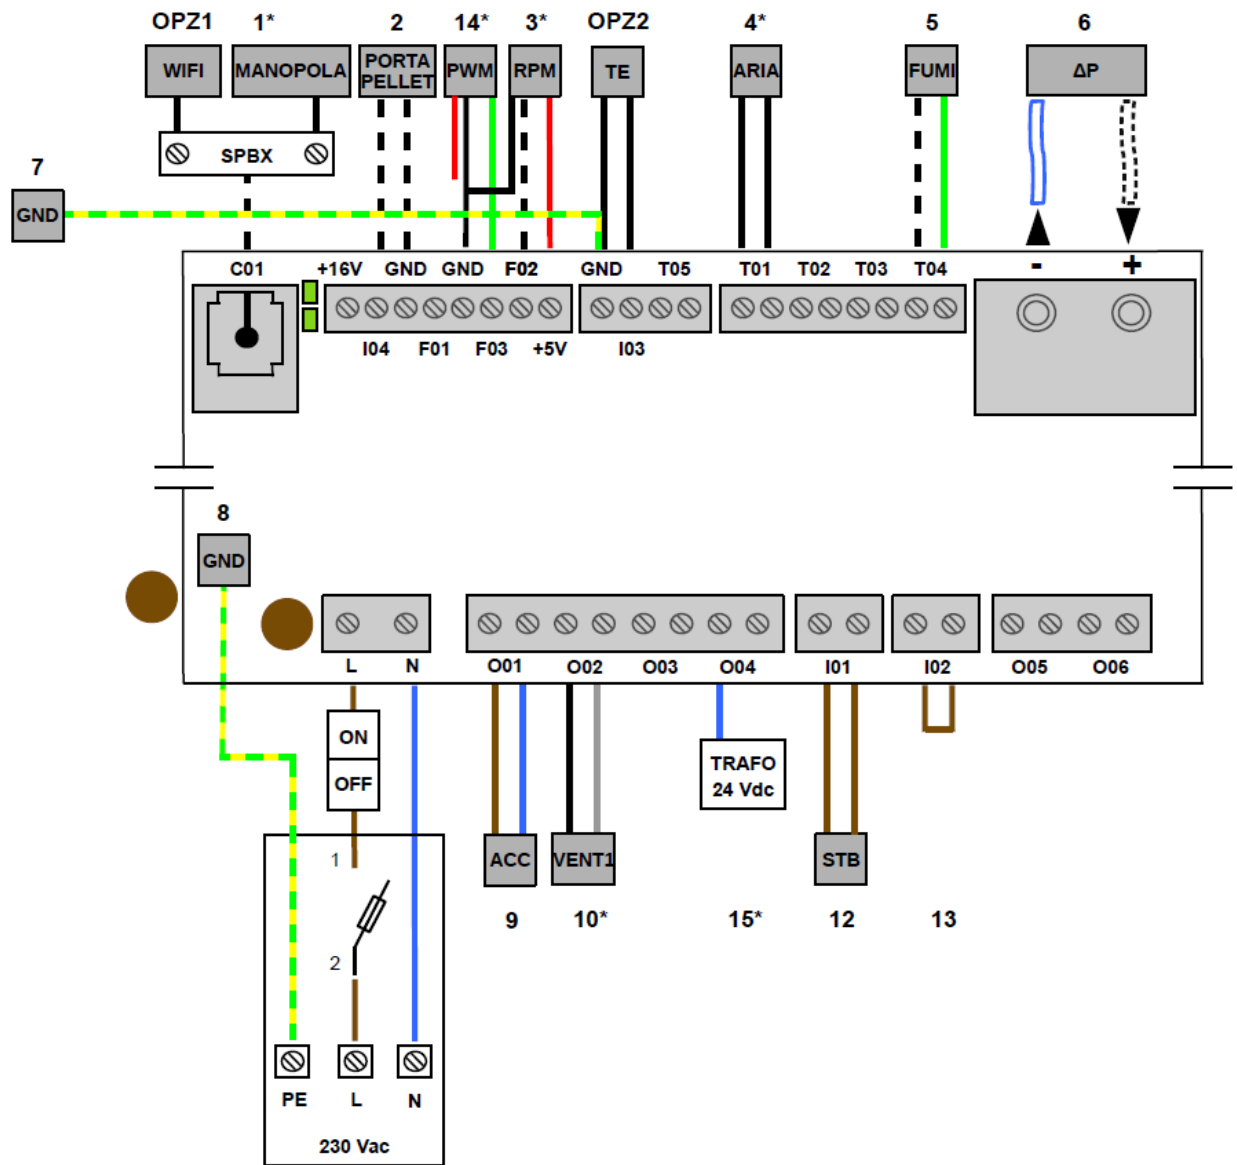 OPZ1 1* 2 14* 3* OPZ2 4* 5 6
WIFI MANOPOLA PORTA PELLET PWM RPM TE ARIA FUMI ΔP
SPBX
7
GND
C01 +16V GND GND F02 GND T05 T01 T02 T03 T04 - +
I04 F01 F03 +5V I03
8
GND
L N O01 O02 O03 O04 I01 I02 O05 O06
ON
OFF
TRAFO
24 Vdc
1
ACC VENT1 STB
9 10* 15* 12 13
2
PE L N
230 Vac